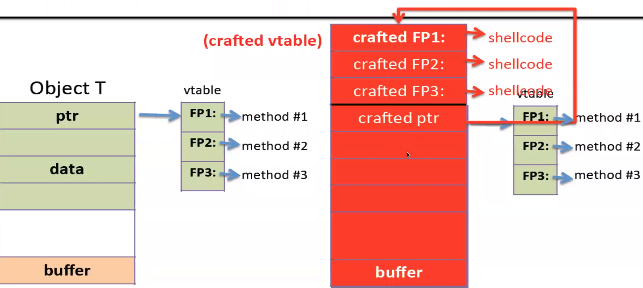 (crafted vtable)
crafted FP1:
shellcode
crafted FP2:
shellcode
crafted FP3:
shellcode
Object T
vtable
vtable
ptr
FP1:
method #1
crafted ptr
FP1:
method #1
FP2:
method #2
FP2:
method #2
data
FP3:
method #3
FP3:
method #3
buffer
buffer